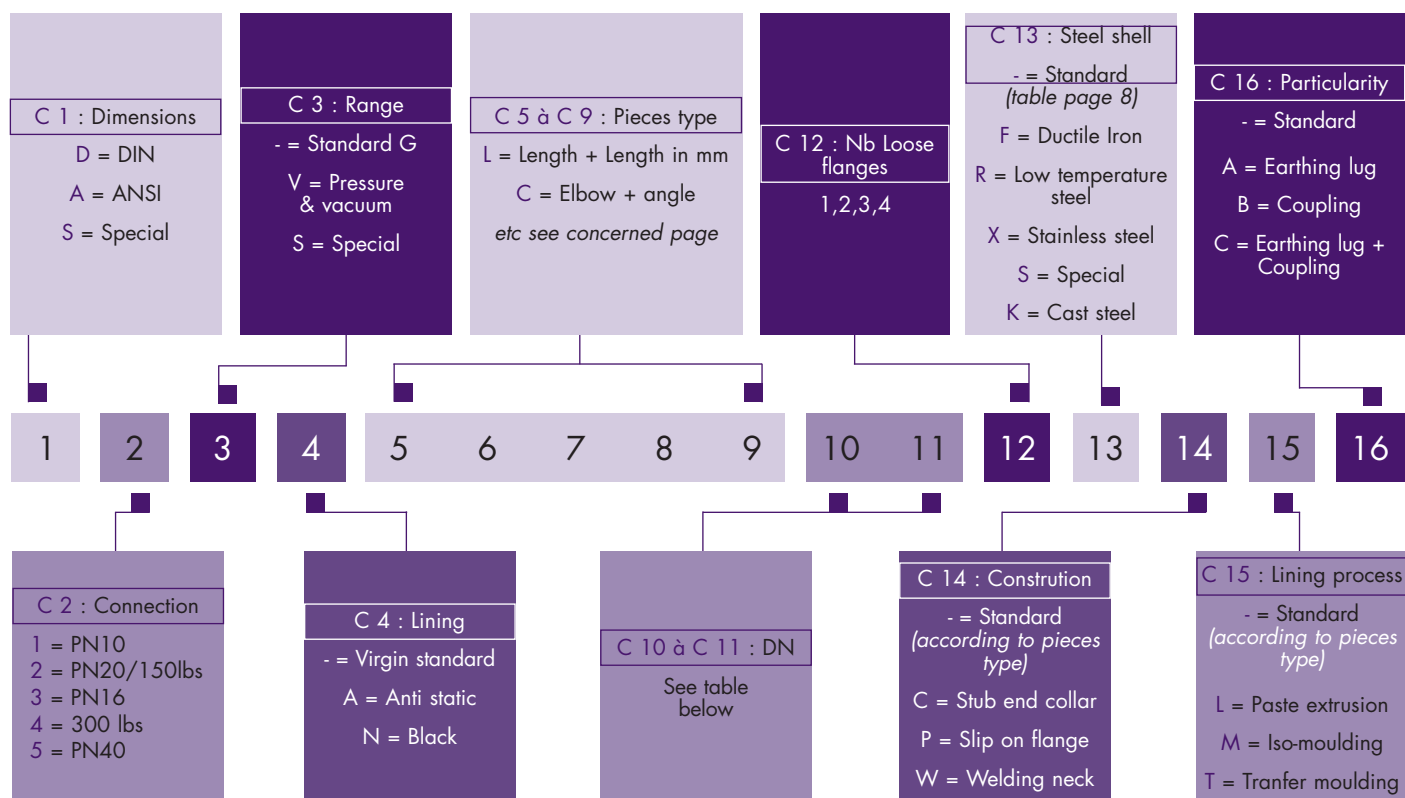 C 1 : Dimensions
D = DIN
A = ANSI
S = Special
C 3 : Range
- = Standard G
V = Pressure
& vacuum
S = Special
C 5 à C 9 : Pieces type
L = Length + Length in mm
C = Elbow + angle
etc see concerned page
C 12 : Nb Loose
flanges
1,2,3,4
C 13 : Steel shell
- = Standard
(table page 8)
F = Ductile Iron
R = Low temperature
steel
X = Stainless steel
S = Special
K = Cast steel
C 16 : Particularity
- = Standard
A = Earthing lug
B = Coupling
C = Earthing lug +
Coupling
1 2 3 4 5 6 7 8 9 10 11 12 13 14 15 16
C 2 : Connection
1 = PN10
2 = PN20/150lbs
3 = PN16
4 = 300 lbs
5 = PN40
C 4 : Lining
- = Virgin standard
A = Anti static
N = Black
C 10 à C 11 : DN
See table
below
C 14 : Constrution
- = Standard
(according to pieces
type)
C = Stub end collar
P = Slip on flange
W = Welding neck
C 15 : Lining process
- = Standard
(according to pieces
type)
L = Paste extrusion
M = Iso-moulding
T = Tranfer moulding